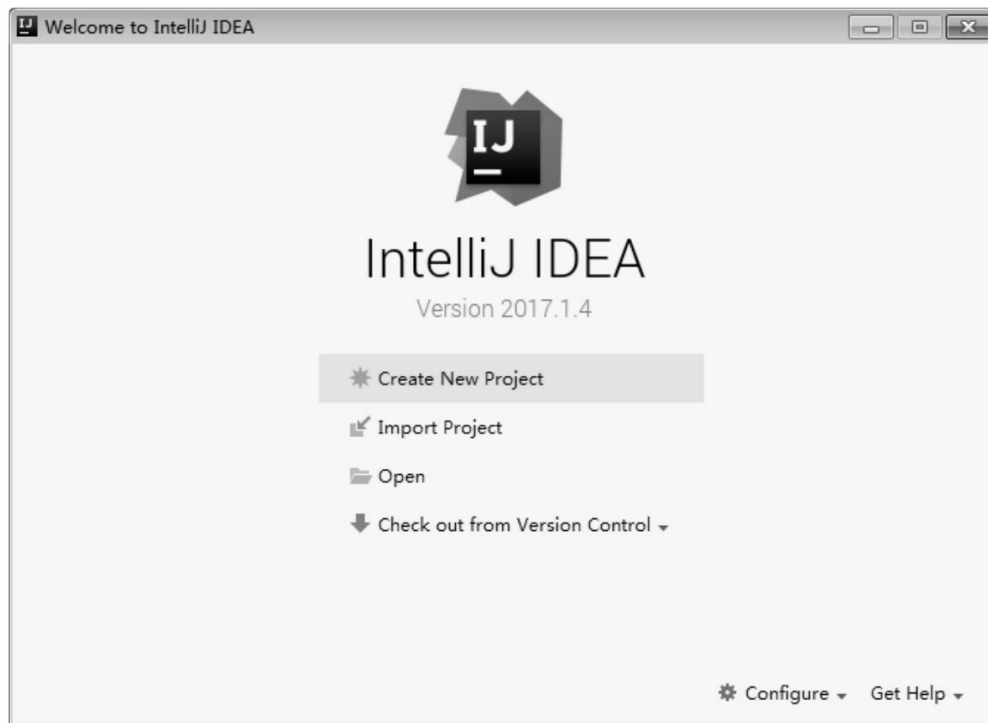 Welcome to IntelliJ IDEA
IJ
IntelliJ IDEA
Version 2017.1.4
Create New Project
Import Project
Open
Check out from Version Control
Configure Get Help